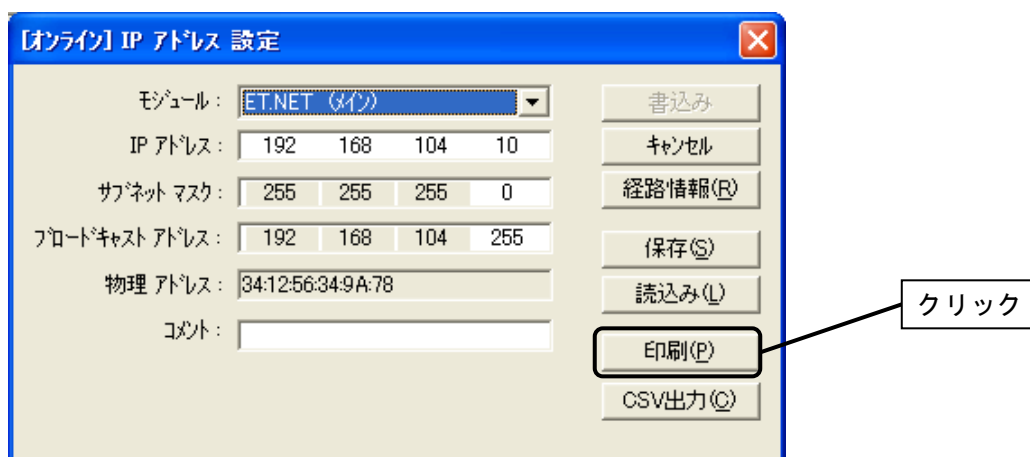 [オンライン] IP アドレス 設定
モジュール： ET.NET （メイン） 書込み
IP アドレス： 192 168 104 10 キャンセル
サブネット マスク： 255 255 255 0 経路情報(R)
ブロードキャスト アドレス： 192 168 104 255 保存(S)
物理 アドレス： 34:12:56:34:9A:78 読込み(L)
コメント：
印刷(P)
クリック
CSV出力(C)